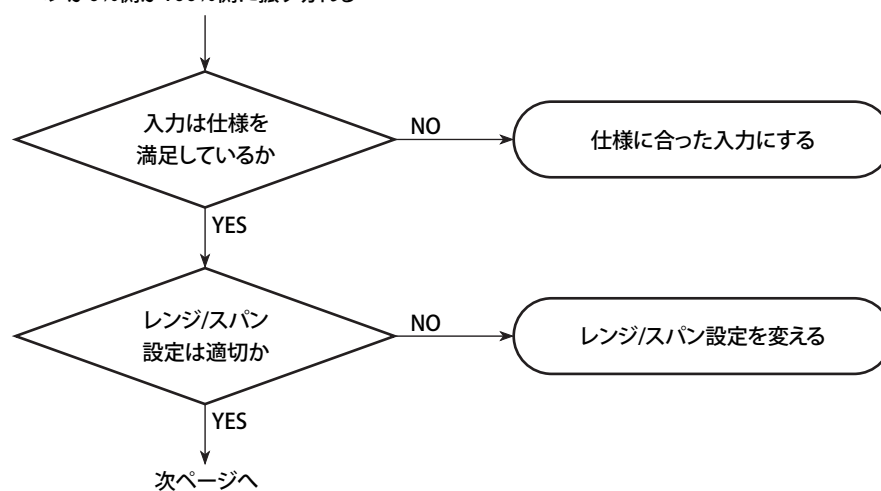 入力は仕様を
満足しているか
NO
仕様に合った入力にする
YES
レンジ/スパン
設定は適切か
NO
レンジ/スパン設定を変える
YES
次ページへ